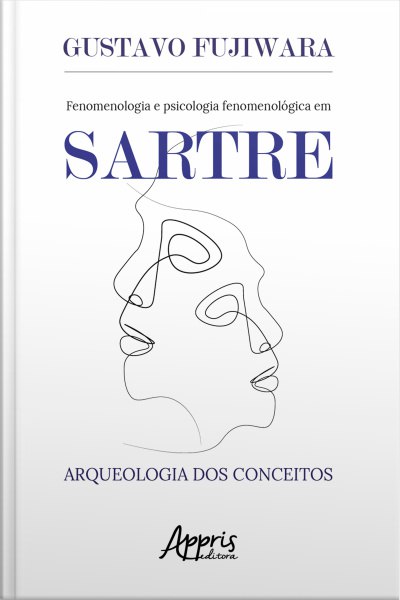 GUSTAVO FUJIWARA
Fenomenologia e psicologia fenomenológica em
SARTRE
ARQUEOLOGIA DOS CONCEITOS
Appris
editora